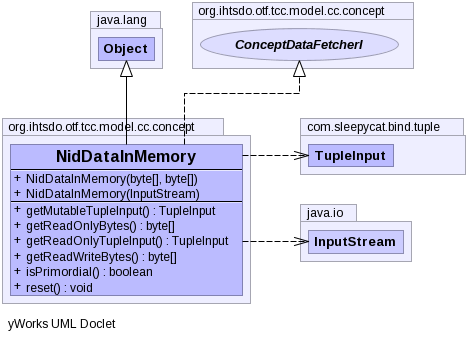 java.lang
Object
org.ihtsdo.otf.tcc.model.cc.concept
ConceptDataFetcherI
org.ihtsdo.otf.tcc.model.cc.concept
NidDataInMemory
+ NidDataInMemory(byte[], byte[])
+ NidDataInMemory(InputStream)
+ getMutableTupleInput() : TupleInput
+ getReadOnlyBytes() : byte[]
+ getReadOnlyTupleInput() : TupleInput
+ getReadWriteBytes() : byte[]
+ isPrimordial() : boolean
+ reset() : void
com.sleepycat.bind.tuple
TupleInput
java.io
InputStream
yWorks UML Doclet